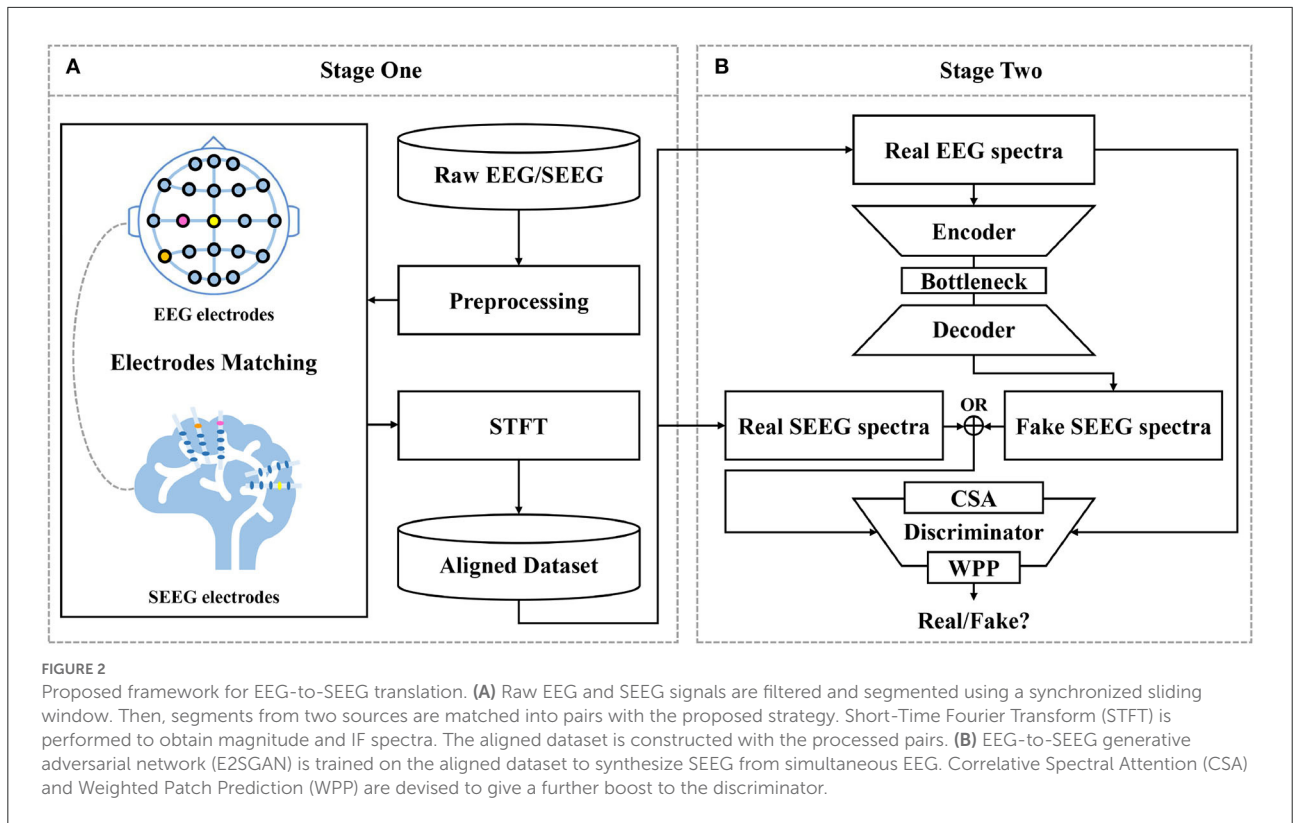 A
Stage One
Raw EEG/SEEG
EEG electrodes
Preprocessing
Electrodes Matching
STFT
SEEG electrodes
Aligned Dataset
B
Stage Two
Real EEG spectra
Encoder
Bottleneck
Decoder
OR
Real SEEG spectra
Fake SEEG spectra
CSA
Discriminator
WPP
Real/Fake?
FIGURE 2
Proposed framework for EEG-to-SEEG translation. (A) Raw EEG and SEEG signals are filtered and segmented using a synchronized sliding
window. Then, segments from two sources are matched into pairs with the proposed strategy. Short-Time Fourier Transform (STFT) is
performed to obtain magnitude and IF spectra. The aligned dataset is constructed with the processed pairs. (B) EEG-to-SEEG generative
adversarial network (E2SGAN) is trained on the aligned dataset to synthesize SEEG from simultaneous EEG. Correlative Spectral Attention (CSA)
and Weighted Patch Prediction (WPP) are devised to give a further boost to the discriminator.